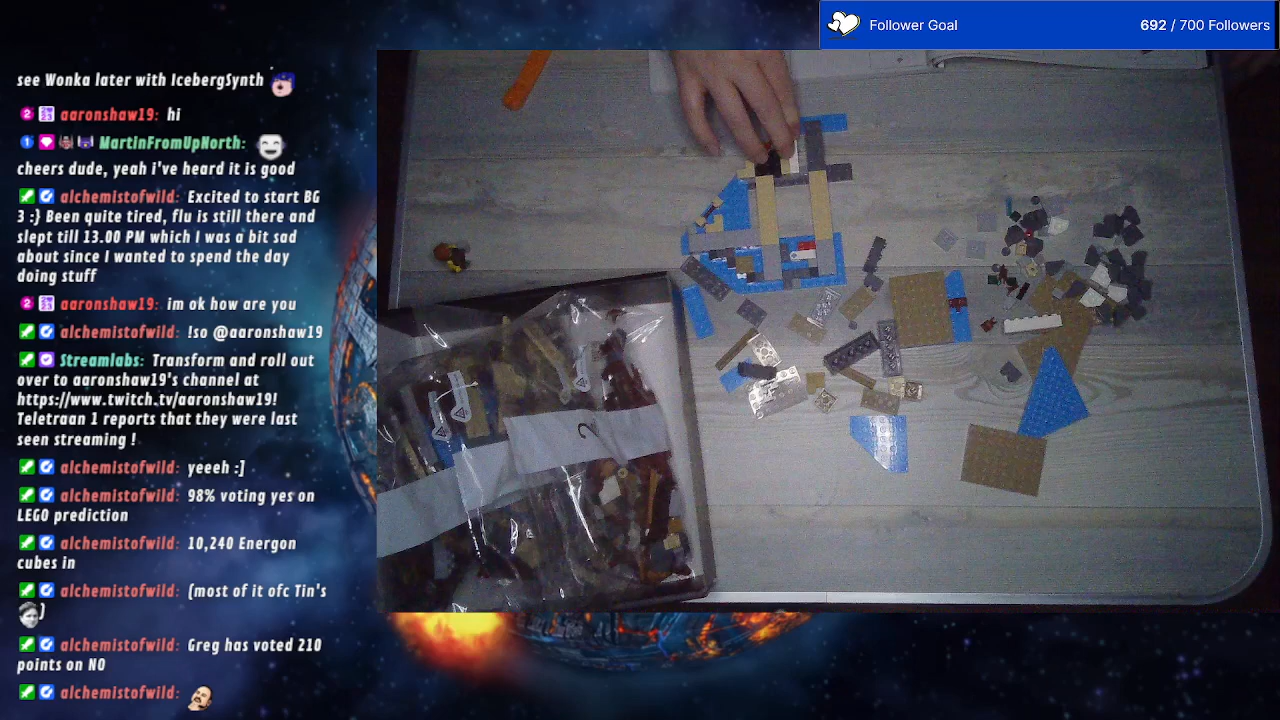 Follower Goal
692 / 700 Followers
see Wonka later with IcebergSynth
2 aaronshaw19: hi
1 MartinFromUpNorth:
cheers dude, yeah i've heard it is good
alchemistofwild: Excited to start BG
3 :} Been quite tired, flu is still there and
slept till 13.00 PM which I was a bit sad
about since I wanted to spend the day
doing stuff
2 aaronshaw19: im ok how are you
alchemistofwild: !so @aaronshaw19
Streamlabs: Transform and roll out
over to aaronshaw19's channel at
https://www.twitch.tv/aaronshaw19!
Teletraan 1 reports that they were last
seen streaming !
alchemistofwild: yeeeh :]
alchemistofwild: 98% voting yes on
LEGO prediction
alchemistofwild: 10,240 Energon
cubes in
alchemistofwild: (most of it ofc Tin's
)
alchemistofwild: Greg has voted 210
points on NO
alchemistofwild:
2